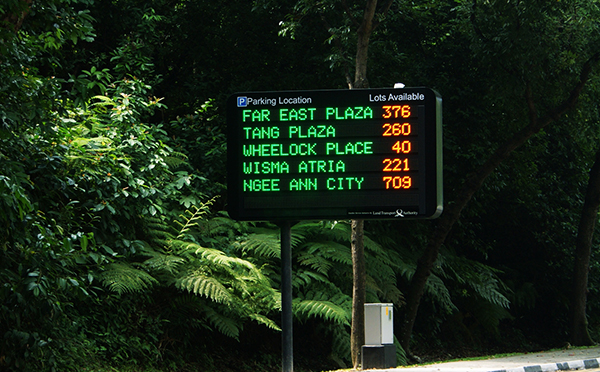 P Parking Location Lots Available
FAR EAST PLAZA 376
TANG PLAZA 260
WHEELOCK PLACE 40
WISMA ATRIA 221
NGEE ANN CITY 709
Land Transport Authority